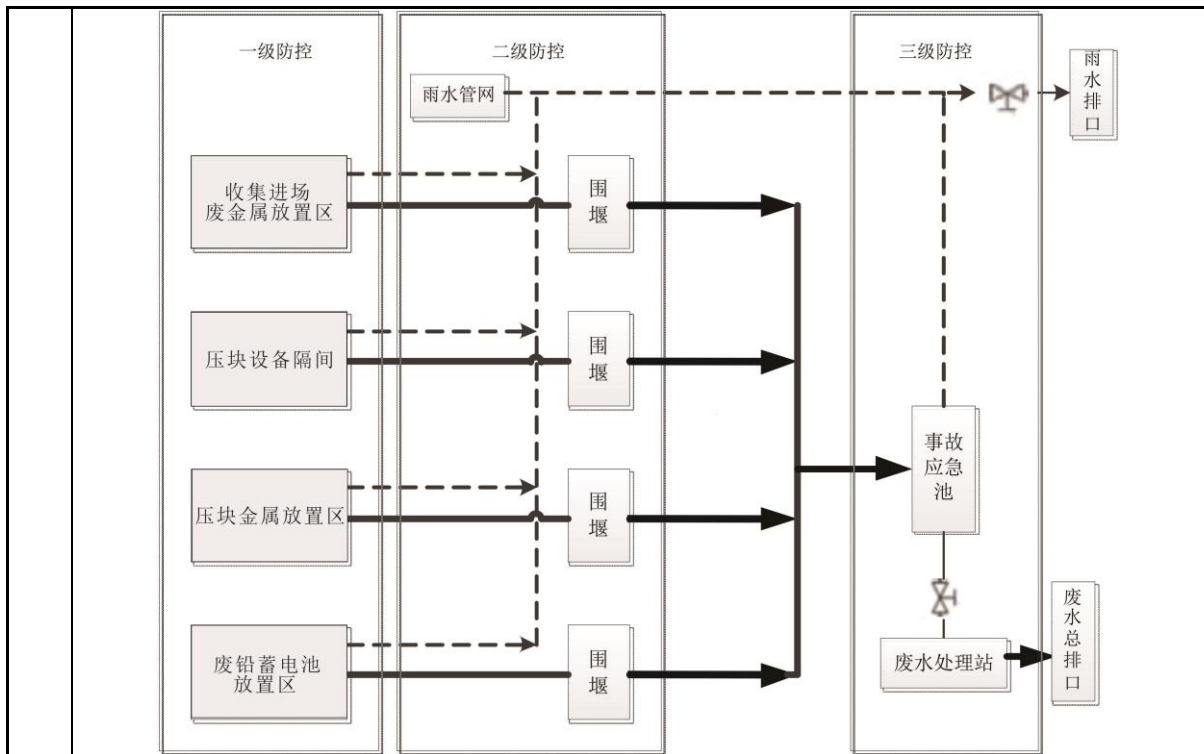 一级防控
二级防控
三级防控
雨水管网
雨水排口
收集进场
废金属放置区
围堰
压块设备隔间
围堰
事故
应急
池
压块金属放置区
围堰
废铅蓄电池
放置区
围堰
废水处理站
废水总排口